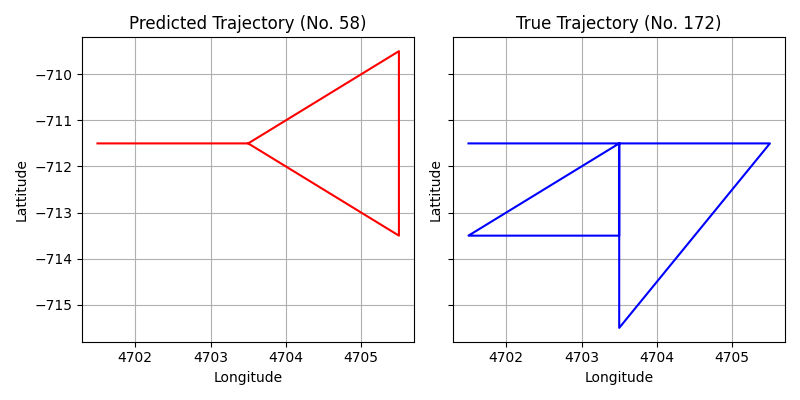 Predicted Trajectory (No. 58)
True Trajectory (No. 172)
Lattitude
−710
−711
−712
−713
−714
−715
4702
4703
4704
4705
Longitude
Lattitude
4702
4703
4704
4705
Longitude